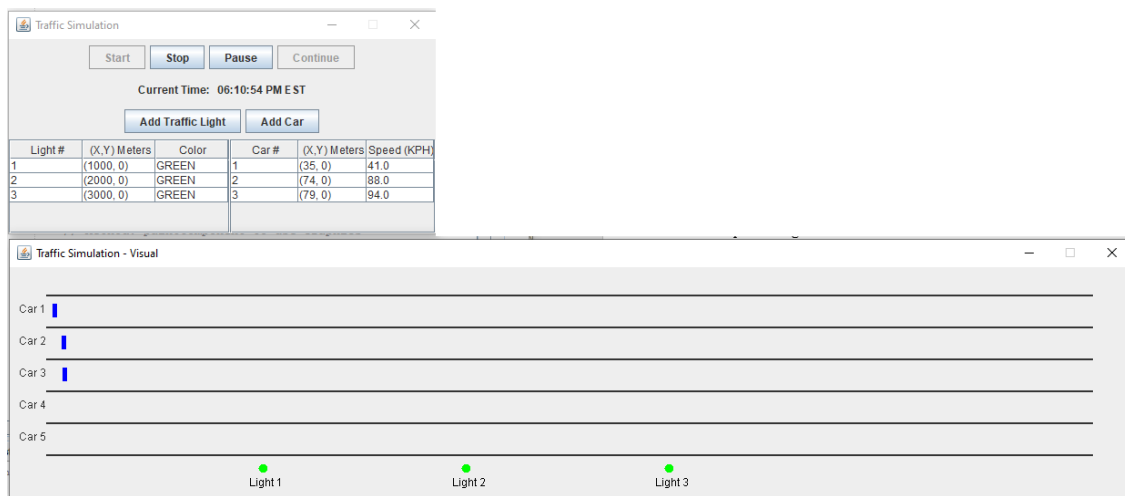 Traffic Simulation
Start Stop Pause Continue
Current Time: 06:10:54 PM EST
Add Traffic Light Add Car
Light # (X,Y) Meters Color Car # (X,Y) Meters Speed (KPH)
1 (1000, 0) GREEN 1 (35, 0) 41.0
2 (2000, 0) GREEN 2 (74, 0) 88.0
3 (3000, 0) GREEN 3 (79, 0) 94.0
Traffic Simulation - Visual
Car 1
Car 2
Car 3
Car 4
Car 5
Light 1 Light 2 Light 3